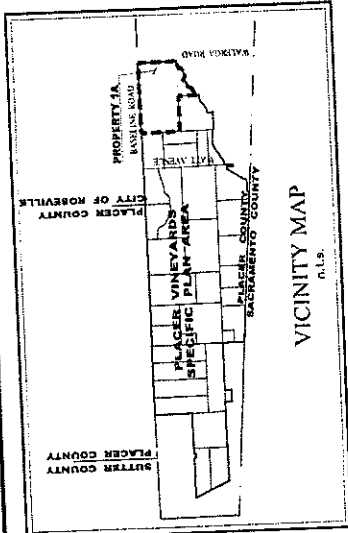 PROPERTY 1A
BASELINE ROAD
WALERGA ROAD
WATT AVENUE
PLACER COUNTY
CITY OF ROSEVILLE
PLACER VINEYARDS
SPECIFIC PLAN AREA
PLACER COUNTY
SACRAMENTO COUNTY
SUTTER COUNTY
PLACER COUNTY
VICINITY MAP
n.t.s.